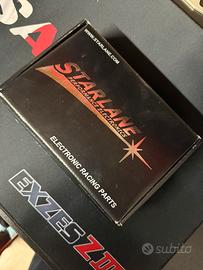 WWW.STARLANE.COM
STARLANE
ELECTRONIC RACING PARTS
EXZES Z
subito